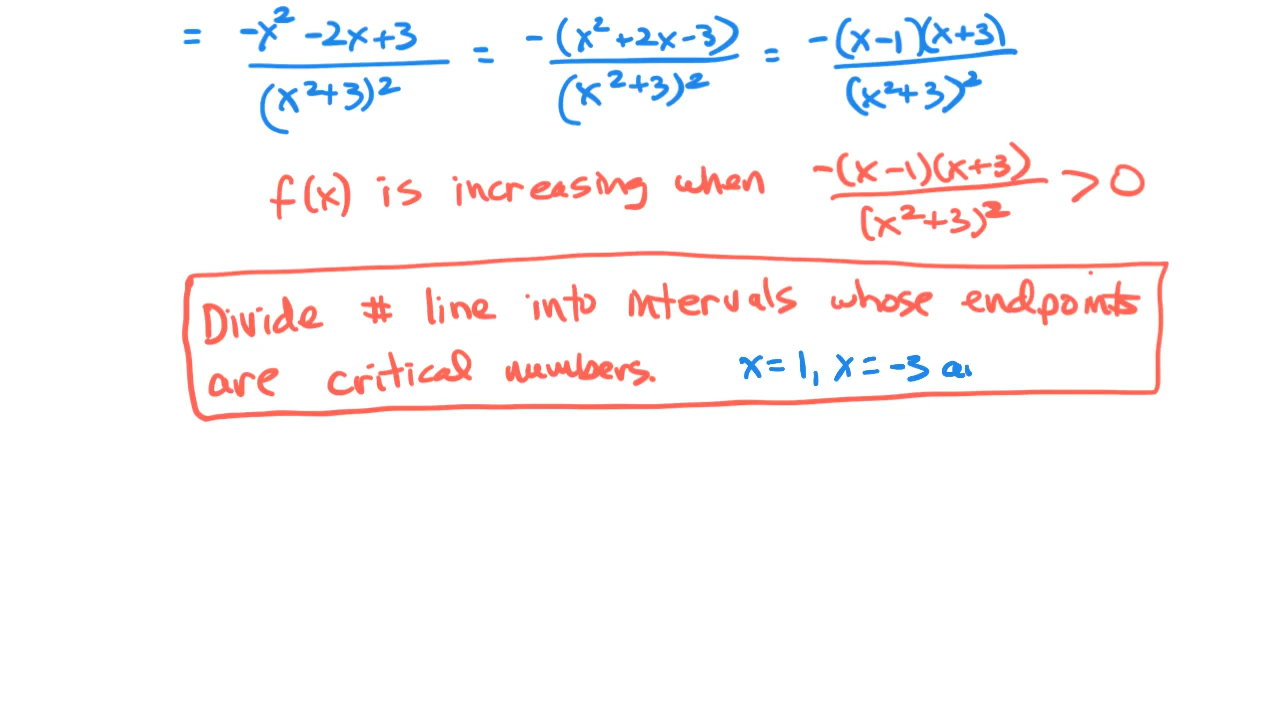 = -x²-2x+3/(x²+3)² = -(x²+2x-3)/(x²+3)² = -(x-1)(x+3)/(x²+3)²
f(x) is increasing when -(x-1)(x+3)/(x²+3)² > 0
Divide # line into intervals whose endpoints
are critical numbers. x=1, x=-3 a